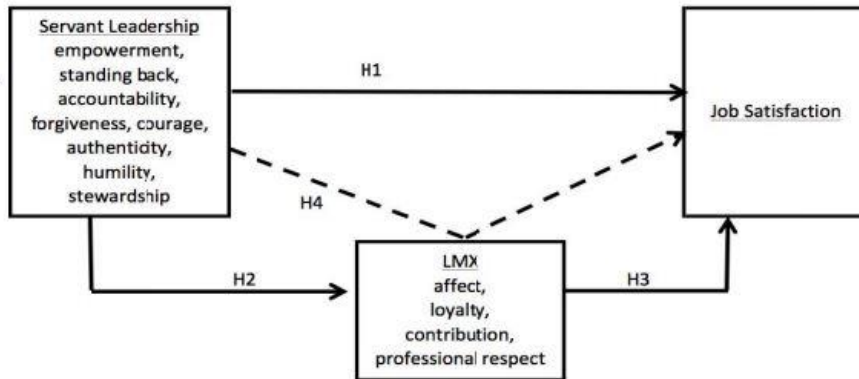 Servant Leadership
empowerment,
standing back,
accountability,
forgiveness, courage,
authenticity,
humility,
stewardship
H1
Job Satisfaction
H4
H2
LMX
affect,
loyalty,
contribution,
professional respect
H3